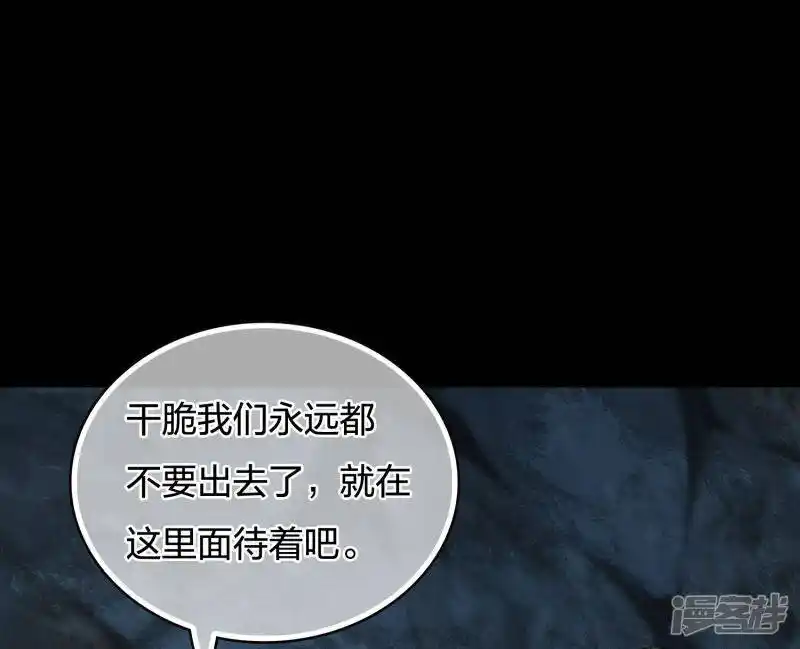 干脆我们永远都
不要出去了，就在
这里面待着吧。
漫客栈